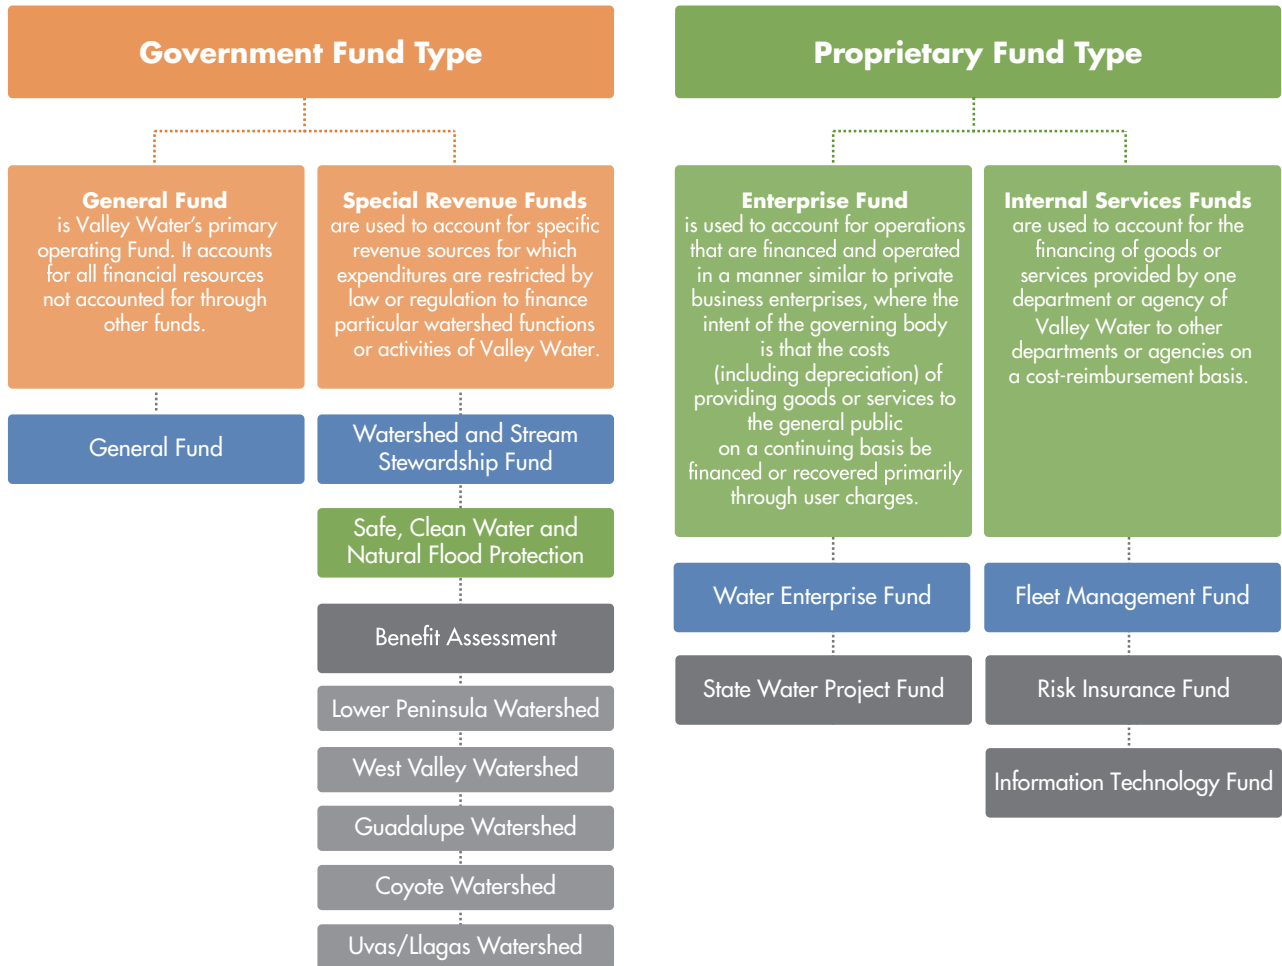 Government Fund Type
General Fund
is Valley Water's primary
operating Fund. It accounts
for all financial resources
not accounted for through
other funds.
Special Revenue Funds
are used to account for specific
revenue sources for which
expenditures are restricted by
law or regulation to finance
particular watershed functions
or activities of Valley Water.
General Fund
Watershed and Stream
Stewardship Fund
Safe, Clean Water and
Natural Flood Protection
Benefit Assessment
Lower Peninsula Watershed
West Valley Watershed
Guadalupe Watershed
Coyote Watershed
Uvas/Llagas Watershed
Proprietary Fund Type
Enterprise Fund
is used to account for operations
that are financed and operated
in a manner similar to private
business enterprises, where the
intent of the governing body
is that the costs
(including depreciation) of
providing goods or services to
the general public
on a continuing basis be
financed or recovered primarily
through user charges.
Internal Services Funds
are used to account for the
financing of goods or
services provided by one
department or agency of
Valley Water to other
departments or agencies on
a cost-reimbursement basis.
Water Enterprise Fund
State Water Project Fund
Fleet Management Fund
Risk Insurance Fund
Information Technology Fund